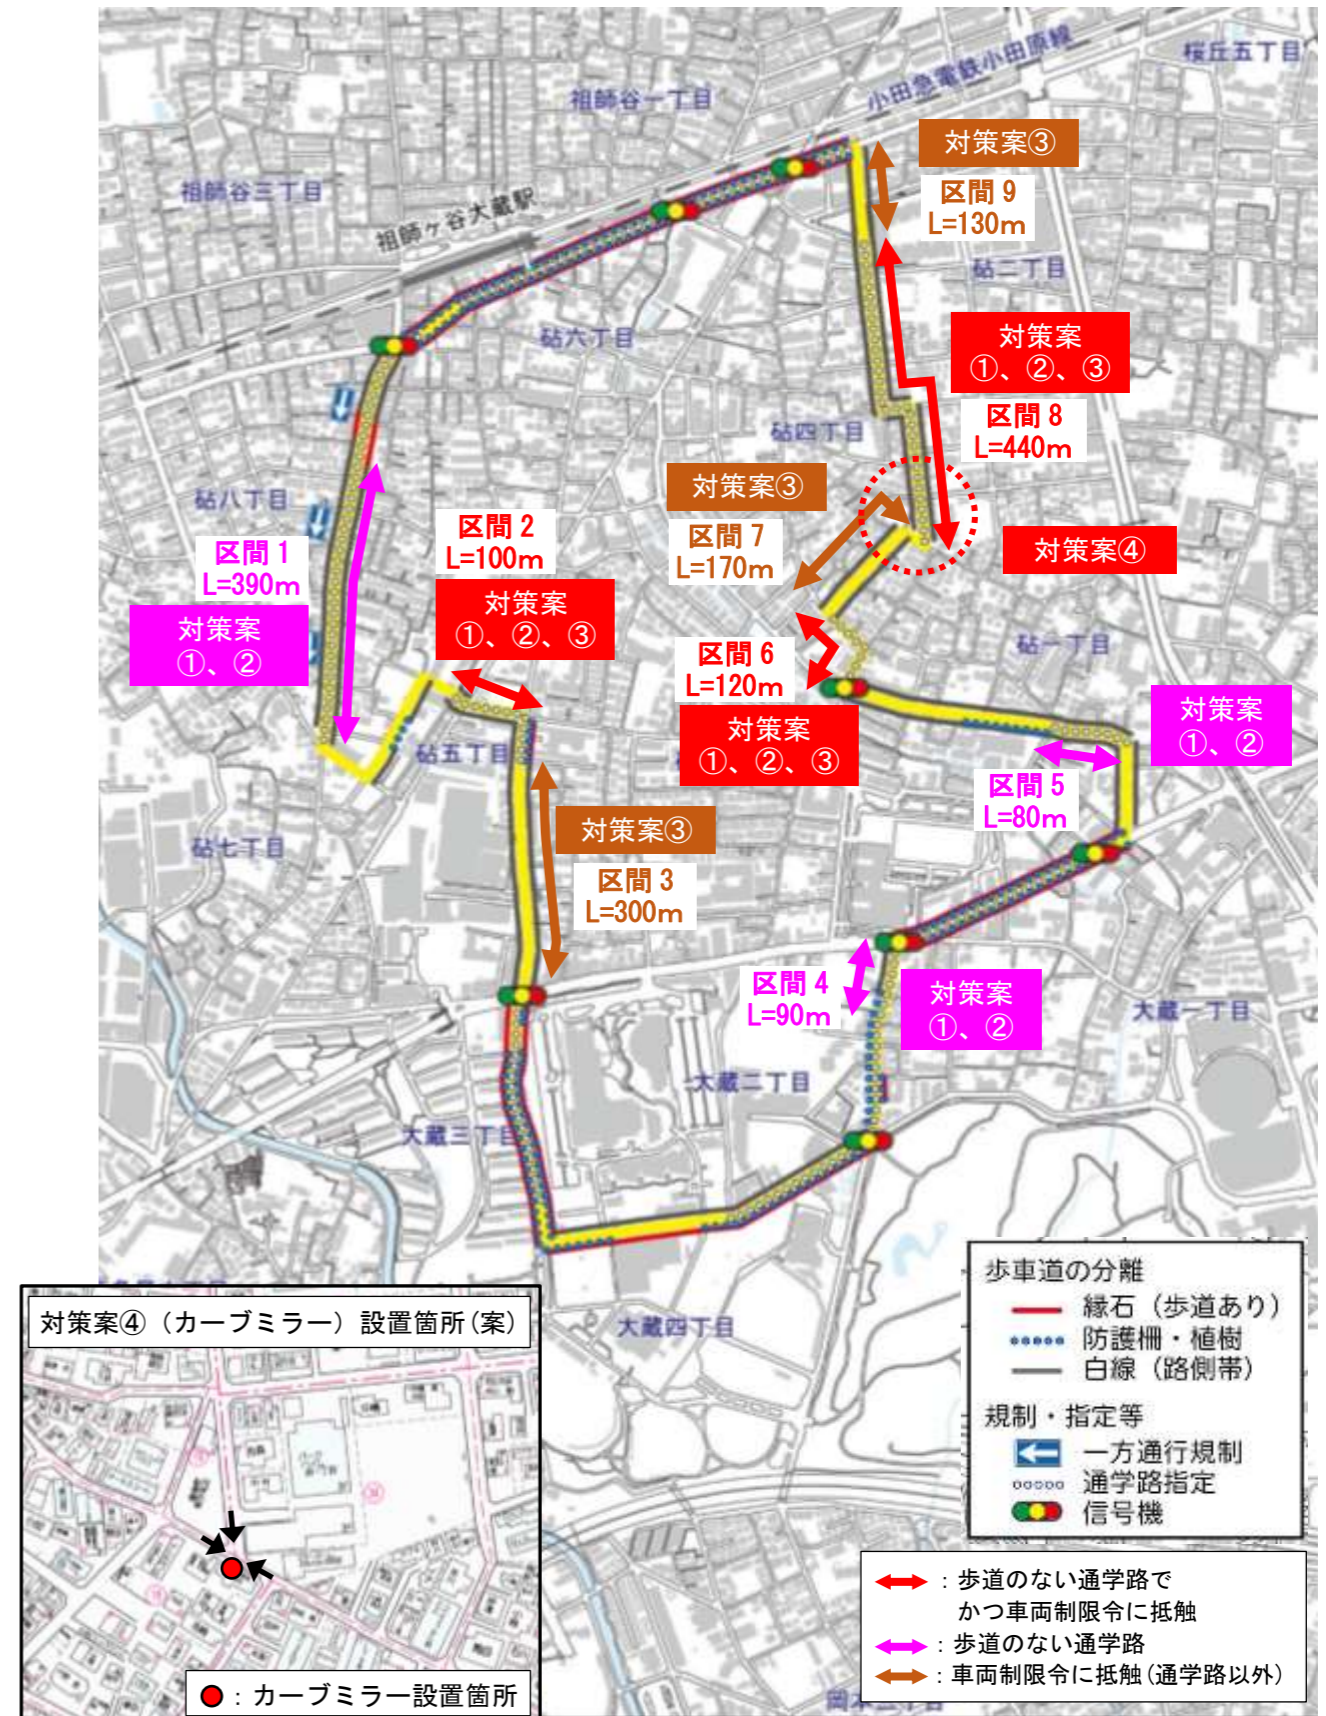 桜丘五丁目
小田急電鉄小田原線
祖師谷一丁目
対策案③
祖師谷三丁目
区間 9
L=130m
祖師ヶ谷大蔵駅
砧二丁目
砧六丁目
対策案
①、②、③
区間 8
L=440m
砧四丁目
対策案③
砧八丁目
区間 2
L=100m
区間 7
L=170m
対策案④
区間 1
L=390m
対策案
①、②、③
対策案
①、②
砧一丁目
区間 6
L=120m
対策案
①、②
対策案
①、②、③
砧五丁目
区間 5
L=80m
対策案③
砧七丁目
区間 3
L=300m
区間 4
L=90m
対策案
①、②
大蔵一丁目
大蔵二丁目
大蔵三丁目
大蔵四丁目
歩車道の分離
縁石（歩道あり）
防護柵・植樹
白線（路側帯）
規制・指定等
一方通行規制
通学路指定
信号機
対策案④（カーブミラー）設置箇所(案)
：カーブミラー設置箇所
：歩道のない通学路で
かつ車両制限令に抵触
：歩道のない通学路
：車両制限令に抵触(通学路以外)